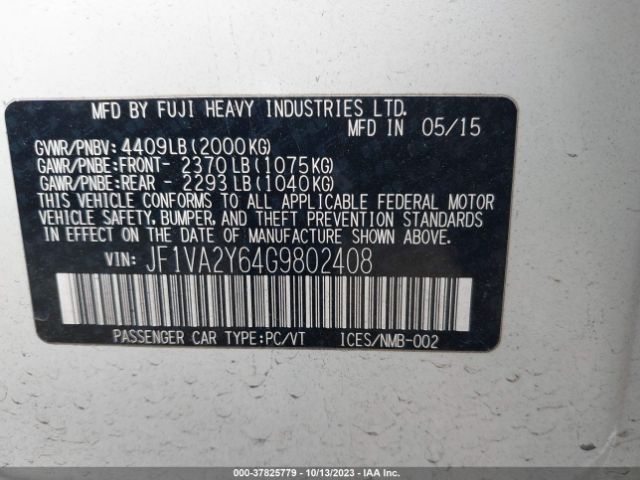 MFD BY FUJI HEAVY INDUSTRIES LTD.
MFD IN 05/15
GVWR/PNBV: 4409LB(2000KG)
GAWR/PNBE:FRONT- 2370LB(1075KG)
GAWR/PNBE:REAR - 2293LB(1040KG)
THIS VEHICLE CONFORMS TO ALL APPLICABLE FEDERAL MOTOR
VEHICLE SAFETY, BUMPER, AND THEFT PREVENTION STANDARDS
IN EFFECT ON THE DATE OF MANUFACTURE SHOWN ABOVE.
VIN: JF1VA2Y64G9802408
PASSENGER CAR TYPE:PC/VT ICES/NMB-002
000-37825779 - 10/13/2023 - IAA Inc.